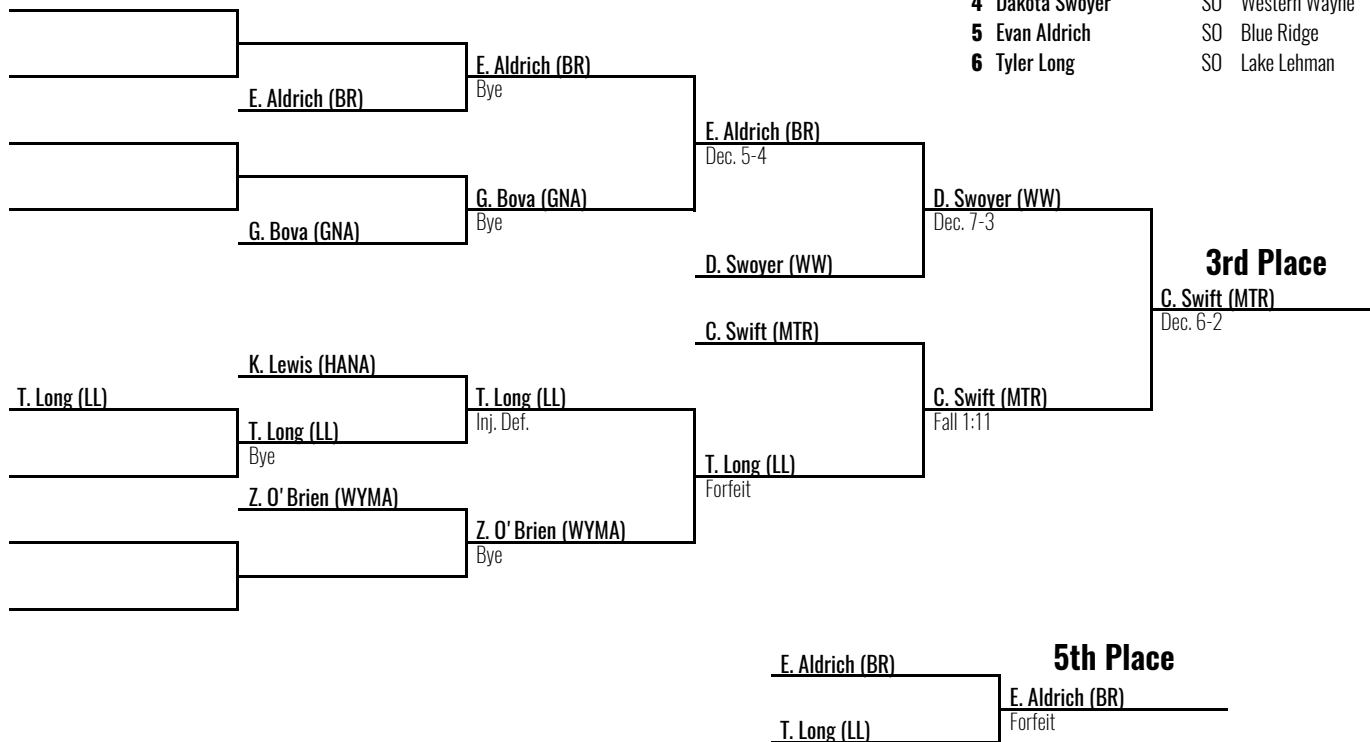 4 Dakota Swoyer SO Western Wayne
5 Evan Aldrich SO Blue Ridge
6 Tyler Long SO Lake Lehman
E. Aldrich (BR)
Bye
E. Aldrich (BR)
E. Aldrich (BR)
Dec. 5-4
G. Bova (GNA)
Bye
G. Bova (GNA)
D. Swoyer (WW)
Dec. 7-3
D. Swoyer (WW)
3rd Place
C. Swift (MTR)
Dec. 6-2
C. Swift (MTR)
K. Lewis (HANA)
T. Long (LL)
T. Long (LL)
Inj. Def.
C. Swift (MTR)
Fall 1:11
T. Long (LL)
Bye
T. Long (LL)
Forfeit
Z. O'Brien (WYMA)
Z. O'Brien (WYMA)
Bye
5th Place
E. Aldrich (BR)
E. Aldrich (BR)
Forfeit
T. Long (LL)